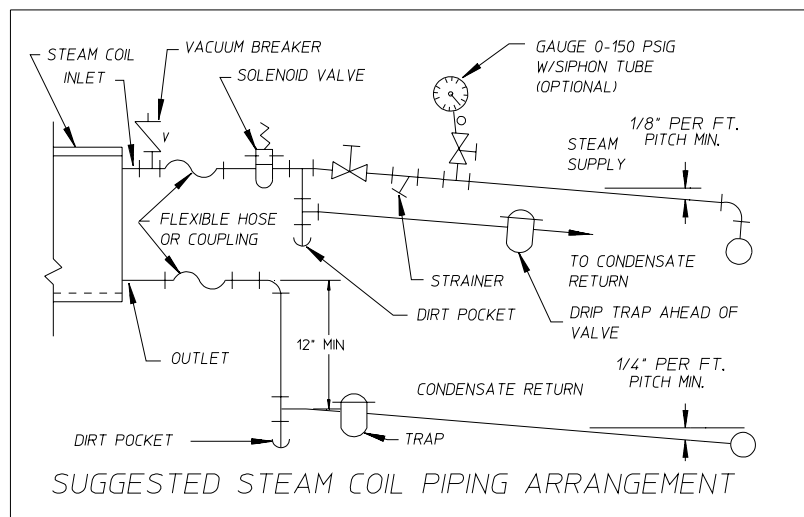 VACUUM BREAKER
STEAM COIL
INLET
SOLENOID VALVE
GAUGE 0-150 PSIG
W/SIPHON TUBE
(OPTIONAL)
1/8" PER FT.
PITCH MIN.
STEAM
SUPPLY
V
FLEXIBLE HOSE
OR COUPLING
TO CONDENSATE
RETURN
STRAINER
DIRT POCKET
DRIP TRAP AHEAD OF
VALVE
OUTLET
12" MIN
1/4" PER FT.
PITCH MIN.
CONDENSATE RETURN
DIRT POCKET
TRAP
SUGGESTED STEAM COIL PIPING ARRANGEMENT